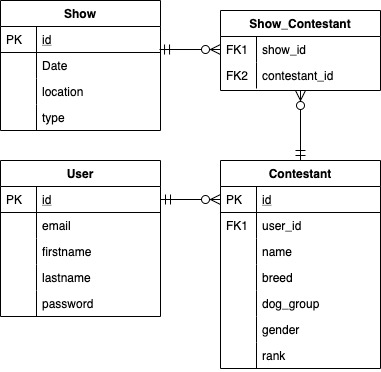 Show
PK id
Date
location
type
Show_Contestant
FK1 show_id
FK2 contestant_id
User
PK id
email
firstname
lastname
password
Contestant
PK id
FK1 user_id
name
breed
dog_group
gender
rank